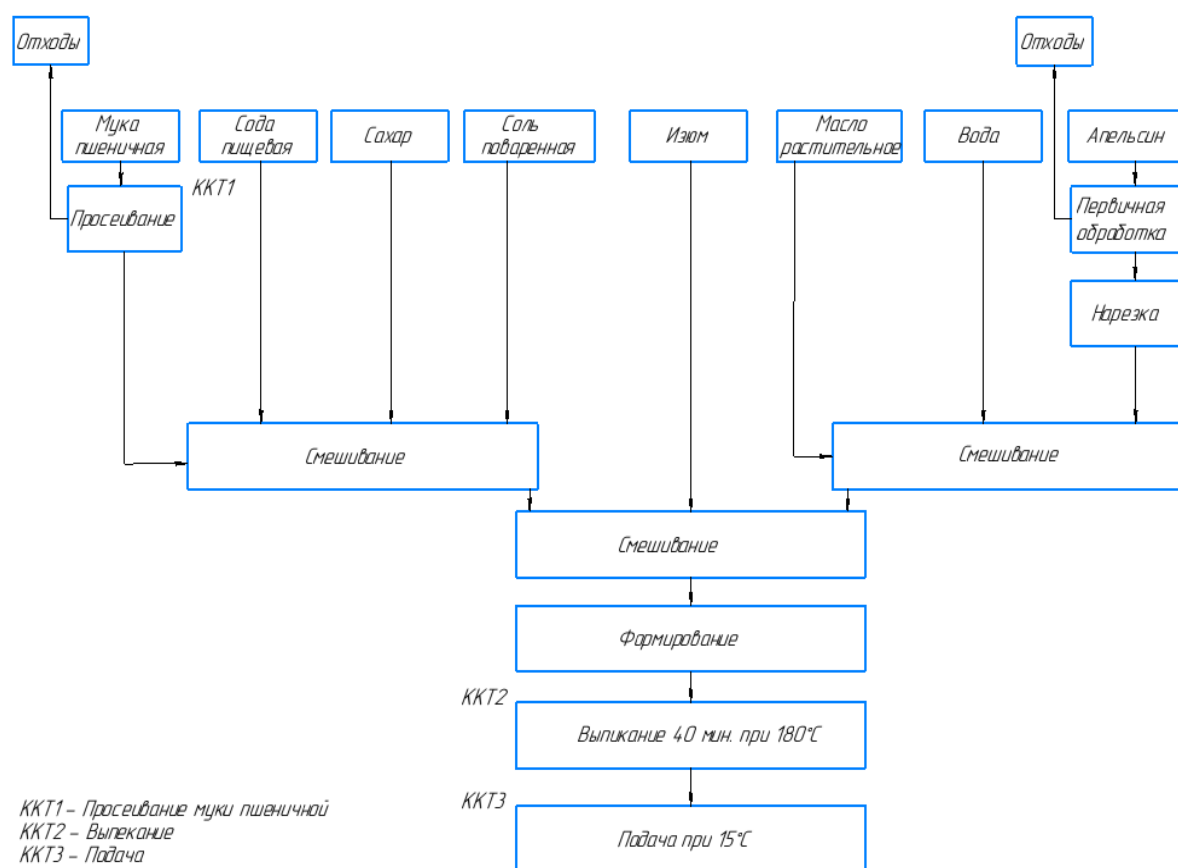 Отходы
Отходы
Мука
пшеничная
Сода
пищевая
Сахар
Соль
поваренная
Изюм
Масло
растительное
Вода
Апельсин
ККТ1
Просеивание
Первичная
обработка
Нарезка
Смешивание
Смешивание
Смешивание
Формирование
ККТ2
Выпикание 40 мин. при 180°С
ККТ3
Подача при 15°С
ККТ1 – Просеивание муки пшеничной
ККТ2 – Выпекание
ККТ3 – Подача